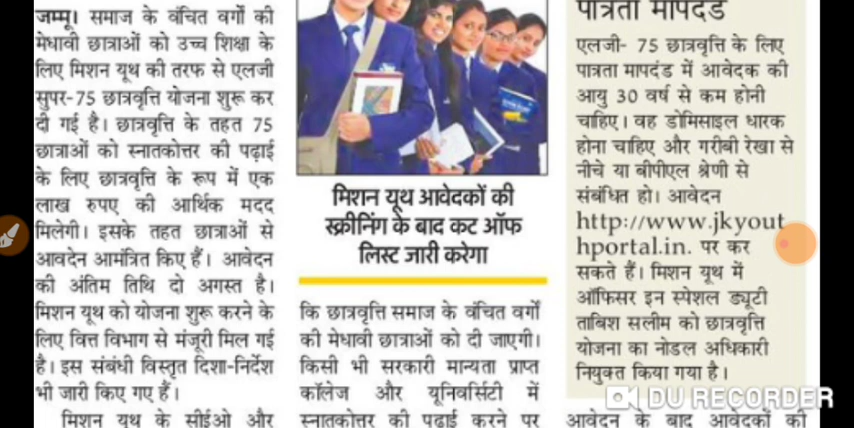 जम्मू। समाज के वंचित वर्गों की
मेधावी छात्राओं को उच्च शिक्षा के
लिए मिशन यूथ की तरफ से एलजी
सुपर-75 छात्रवृत्ति योजना शुरू कर
दी गई है। छात्रवृत्ति के तहत 75
छात्राओं को स्नातकोत्तर की पढ़ाई
के लिए छात्रवृत्ति के रूप में एक
लाख रुपए की आर्थिक मदद
मिलेगी। इसके तहत छात्राओं से
आवदेन आमंत्रित किए हैं। आवेदन
की अंतिम तिथि दो अगस्त है।
मिशन यूथ को योजना शुरू करने के
लिए वित्त विभाग से मंजूरी मिल गई
है। इस संबंधी विस्तृत दिशा-निर्देश
भी जारी किए गए हैं।
मिशन यूथ के सीईओ और
मिशन यूथ आवेदकों की
स्क्रीनिंग के बाद कट ऑफ
लिस्ट जारी करेगा
कि छात्रवृत्ति समाज के वंचित वर्गों
की मेधावी छात्राओं को दी जाएगी।
किसी भी सरकारी मान्यता प्राप्त
कॉलेज और यूनिवर्सिटी में
स्नातकोत्तर की पढ़ाई करने पर
पात्रता मापदंड
एलजी- 75 छात्रवृत्ति के लिए
पात्रता मापदंड में आवेदक की
आयु 30 वर्ष से कम होनी
चाहिए। वह डोमिसाइल धारक
होना चाहिए और गरीबी रेखा से
नीचे या बीपीएल श्रेणी से
संबंधित हो। आवेदन
http://www.jkyout
hportal.in. पर कर
सकते हैं। मिशन यूथ में
ऑफिसर इन स्पेशल ड्यूटी
ताबिश सलीम को छात्रवृत्ति
योजना का नोडल अधिकारी
नियुक्त किया गया है।
आवेदन के बाद आवेदकों की
DU RECORDER